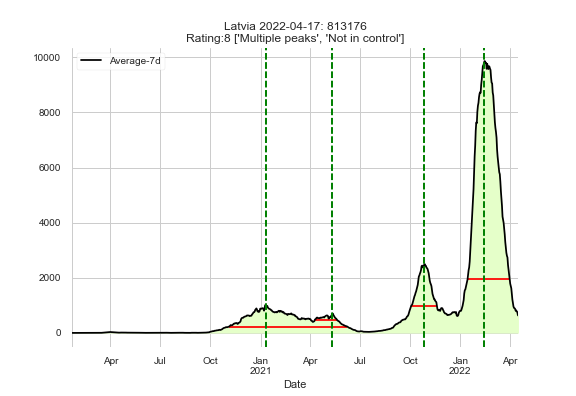 Latvia 2022-04-17: 813176
Rating:8 ['Multiple peaks', 'Not in control']
Average-7d
10000
8000
6000
4000
2000
0
Apr Jul Oct Jan Apr Jul Oct Jan Apr
2021 2022
Date